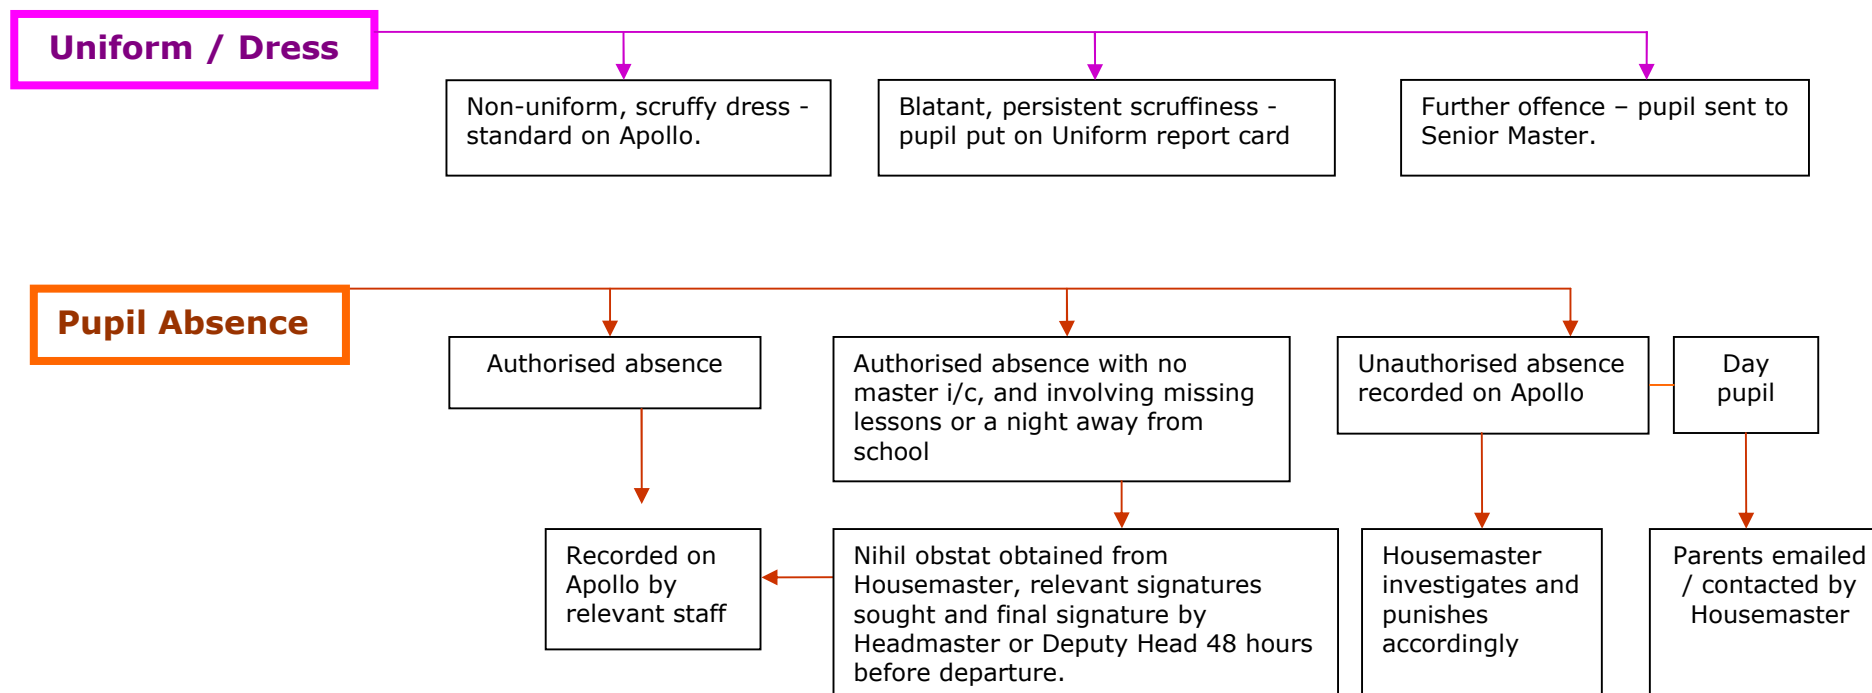 Uniform / Dress
Non-uniform, scruffy dress -
standard on Apollo.
Blatant, persistent scruffiness -
pupil put on Uniform report card
Further offence – pupil sent to
Senior Master.
Pupil Absence
Authorised absence
Authorised absence with no
master i/c, and involving missing
lessons or a night away from
school
Unauthorised absence
recorded on Apollo
Day
pupil
Recorded on
Apollo by
relevant staff
Nihil obstat obtained from
Housemaster, relevant signatures
sought and final signature by
Headmaster or Deputy Head 48 hours
before departure.
Housemaster
investigates and
punishes
accordingly
Parents emailed
/ contacted by
Housemaster